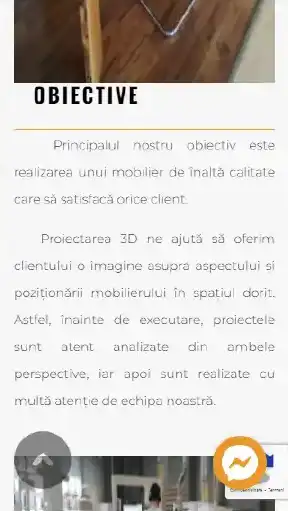 OBIECTIVE
Principalul nostru obiectiv este
realizarea unui mobilier de înaltă calitate
care să satisfacă orice client.
Proiectarea 3D ne ajută să oferim
clientului o imagine asupra aspectului și
poziționării mobilierului în spațiul dorit.
Astfel, înainte de executare, proiectele
sunt atent analizate din ambele
perspective, iar apoi sunt realizate cu
multă atenție de echipa noastră.